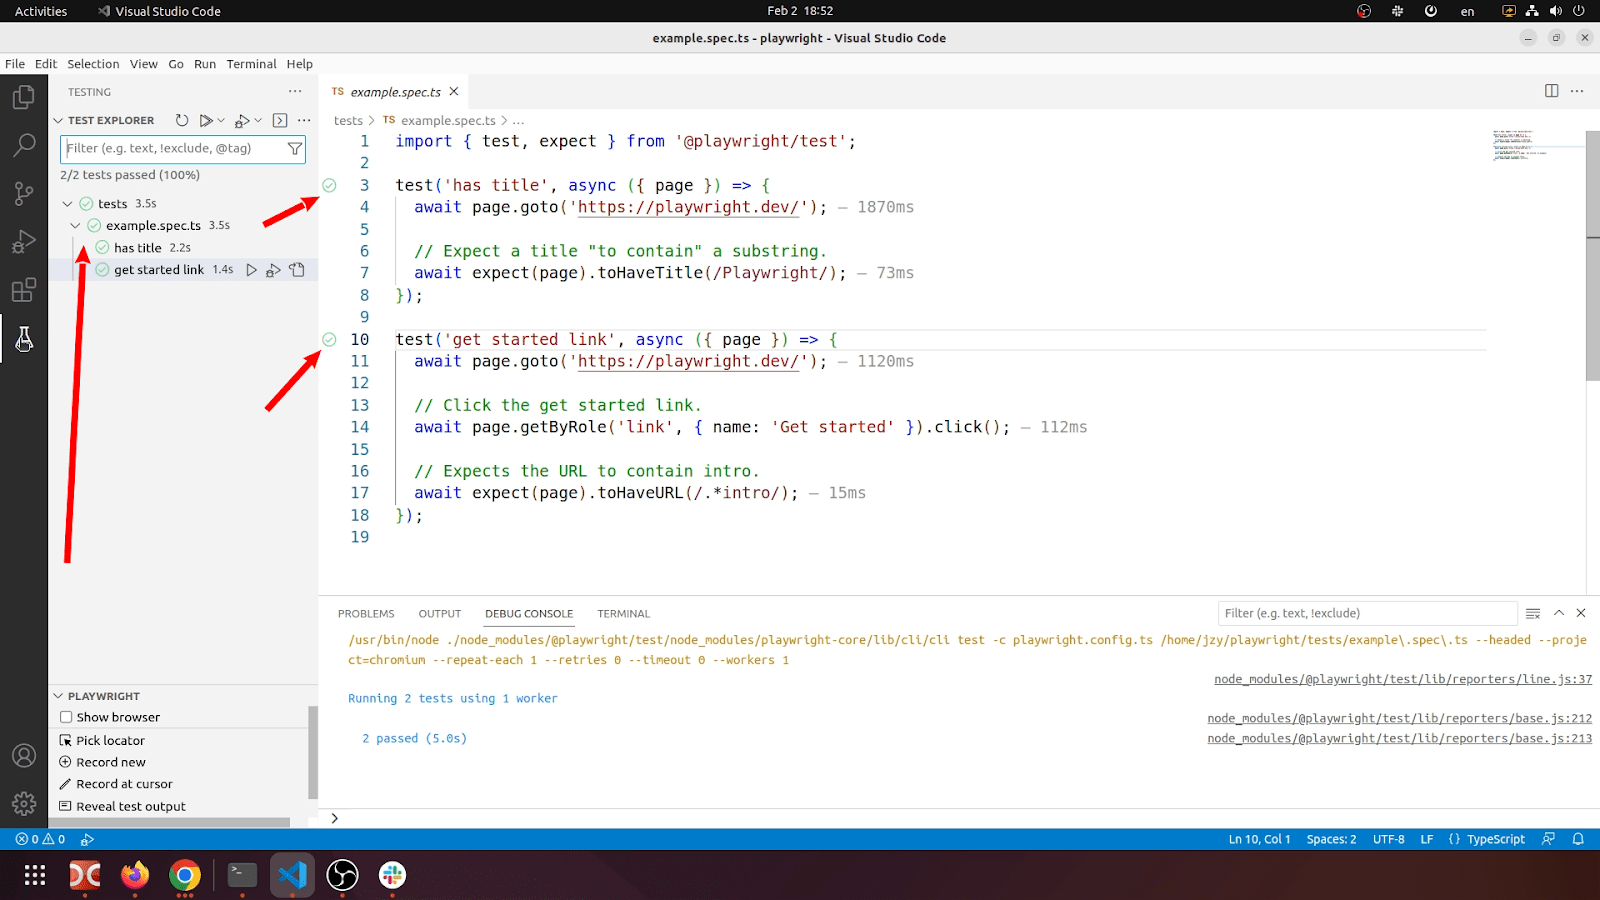 Activities Visual Studio Code Feb 2 18:52 en
example.spec.ts - playwright - Visual Studio Code
File Edit Selection View Go Run Terminal Help
TESTING
TEST EXPLORER
Filter (e.g. text, !exclude, @tag)
2/2 tests passed (100%)
tests 3.5s
example.spec.ts 3.5s
has title 2.2s
get started link 1.4s
TS example.spec.ts
tests > TS example.spec.ts > ...
1 import { test, expect } from '@playwright/test';
2
3 test('has title', async ({ page }) => {
4 await page.goto('https://playwright.dev/'); — 1870ms
5
6 // Expect a title "to contain" a substring.
7 await expect(page).toHaveTitle(/Playwright/); — 73ms
8 });
9
10 test('get started link', async ({ page }) => {
11 await page.goto('https://playwright.dev/'); — 1120ms
12
13 // Click the get started link.
14 await page.getByRole('link', { name: 'Get started' }).click(); — 112ms
15
16 // Expects the URL to contain intro.
17 await expect(page).toHaveURL(/.*intro/); — 15ms
18 });
19
PROBLEMS OUTPUT DEBUG CONSOLE TERMINAL Filter (e.g. text, !exclude)
/usr/bin/node ./node_modules/@playwright/test/node_modules/playwright-core/lib/cli/cli test -c playwright.config.ts /home/jzy/playwright/tests/example\.spec\.ts --headed --proje
ct=chromium --repeat-each 1 --retries 0 --timeout 0 --workers 1
node_modules/@playwright/test/lib/reporters/line.js:37
Running 2 tests using 1 worker
node_modules/@playwright/test/lib/reporters/base.js:212
2 passed (5.0s) node_modules/@playwright/test/lib/reporters/base.js:213
PLAYWRIGHT
Show browser
Pick locator
Record new
Record at cursor
Reveal test output
0 0 Ln 10, Col 1 Spaces: 2 UTF-8 LF {} TypeScript